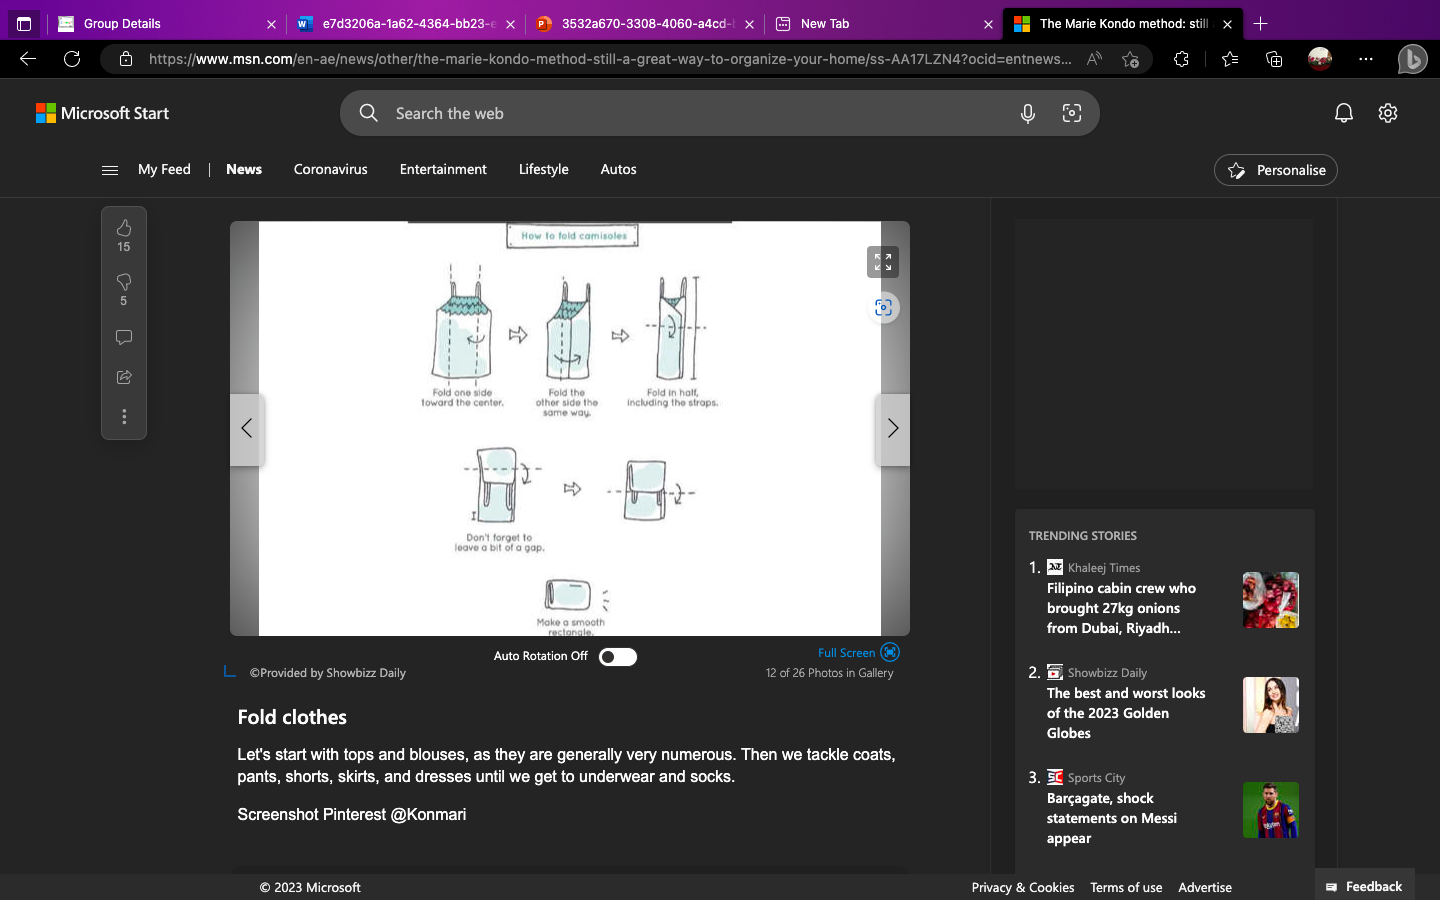 Group Details
e7d3206a-1a62-4364-bb23-e
3532a670-3308-4060-a4cd-b
New Tab
The Marie Kondo method: still
https://www.msn.com/en-ae/news/other/the-marie-kondo-method-still-a-great-way-to-organize-your-home/ss-AA17LZN4?ocid=entnews...
Microsoft Start
Search the web
My Feed | News Coronavirus Entertainment Lifestyle Autos
Personalise
15
5
How to fold camisoles
Fold one side
toward the center.
Fold the
other side the
same way.
Fold in half,
including the straps.
Don't forget to
leave a bit of a gap.
Make a smooth
rectangle.
Auto Rotation Off
Full Screen
©Provided by Showbizz Daily
12 of 26 Photos in Gallery
Fold clothes
Let's start with tops and blouses, as they are generally very numerous. Then we tackle coats,
pants, shorts, skirts, and dresses until we get to underwear and socks.
Screenshot Pinterest @Konmari
TRENDING STORIES
1. Khaleej Times
Filipino cabin crew who
brought 27kg onions
from Dubai, Riyadh...
2. Showbizz Daily
The best and worst looks
of the 2023 Golden
Globes
3. Sports City
Barçagate, shock
statements on Messi
appear
© 2023 Microsoft
Privacy & Cookies Terms of use Advertise
Feedback